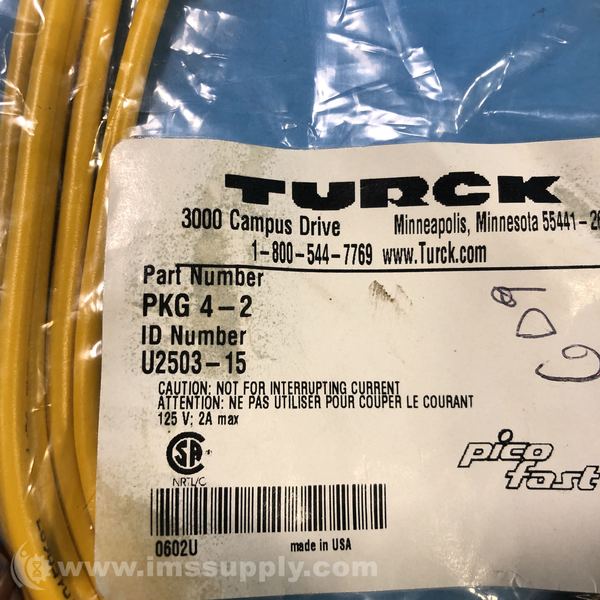 TURCK
3000 Campus Drive Minneapolis, Minnesota 55441-2
1-800-544-7769 www.Turck.com
Part Number
PKG 4-2
ID Number
U2503-15
CAUTION: NOT FOR INTERRUPTING CURRENT
ATTENTION: NE PAS UTILISER POUR COUPER LE COURANT
125 V; 2A max
SA
NRTL/C
pico
fast
0602U made in USA
www.imssupply.com